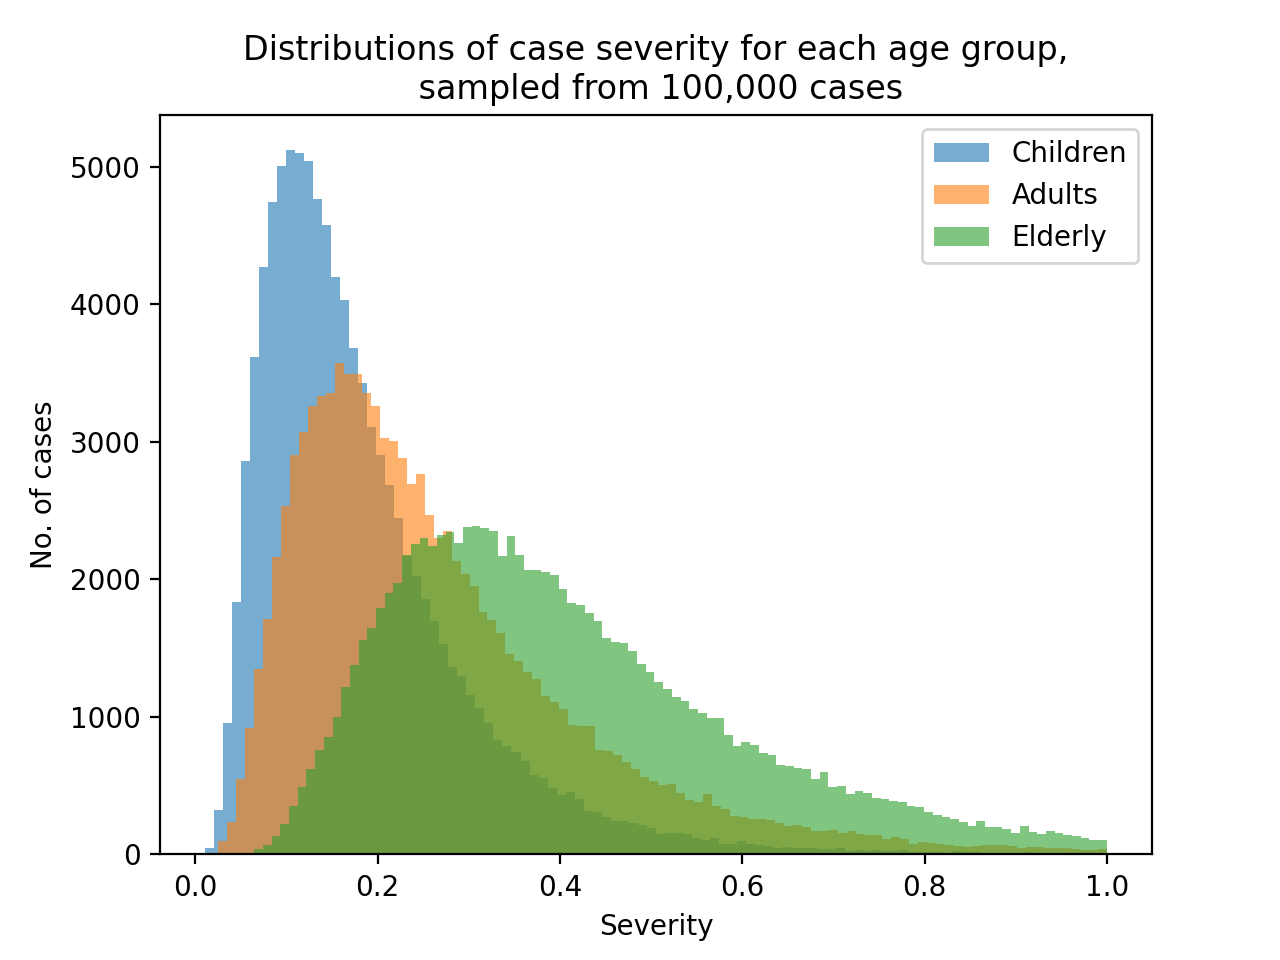 Distributions of case severity for each age group,
sampled from 100,000 cases
Children
Adults
Elderly
5000
4000
3000
2000
1000
0
No. of cases
0.0 0.2 0.4 0.6 0.8 1.0
Severity